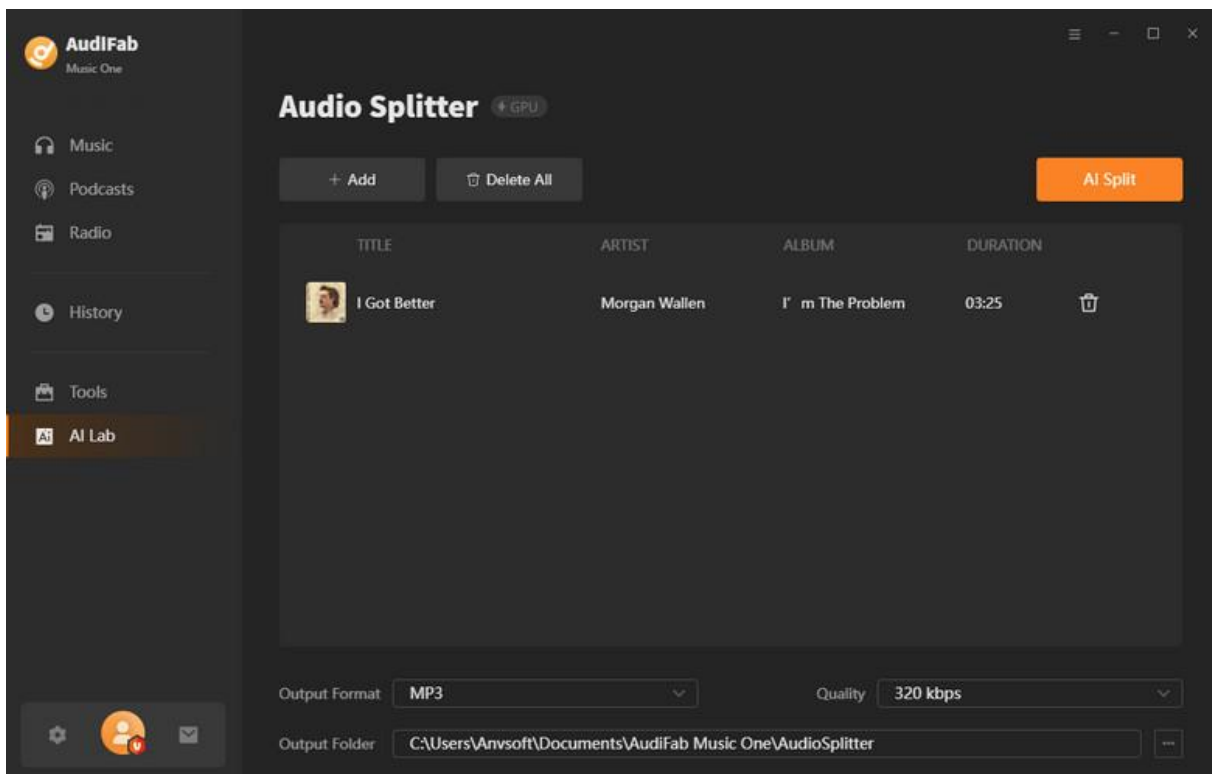 AudiFab
Music One
Music
Podcasts
Radio
History
Tools
Ai AI Lab
Audio Splitter GPU
+ Add Delete All AI Split
TITLE ARTIST ALBUM DURATION
I Got Better Morgan Wallen I’ m The Problem 03:25
Output Format MP3 Quality 320 kbps
Output Folder C:\Users\Anvsoft\Documents\AudiFab Music One\AudioSplitter